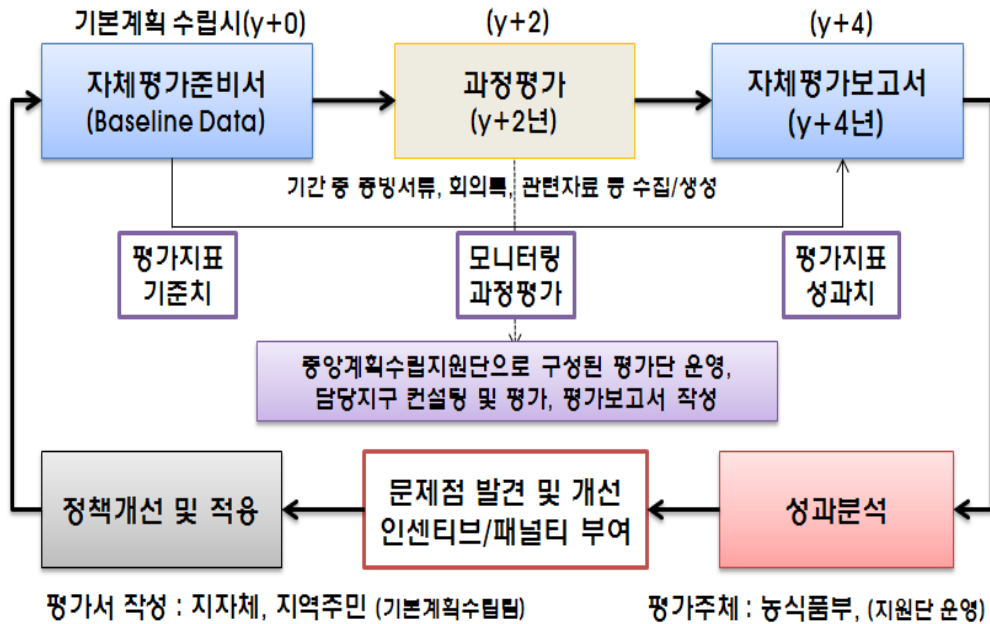 기본계획 수립시(y+0)
(y+2)
(y+4)
자체평가준비서
(Baseline Data)
과정평가
(y+2년)
자체평가보고서
(y+4년)
기간 중 증빙서류, 회의록, 관련자료 등 수집/생성
평가지표
기준치
모니터링
과정평가
평가지표
성과치
중앙계획수립지원단으로 구성된 평가단 운영,
담당지구 컨설팅 및 평가, 평가보고서 작성
정책개선 및 적용
문제점 발견 및 개선
인센티브/패널티 부여
성과분석
평가서 작성 : 지자체, 지역주민 (기본계획수립팀)
평가주체 : 농식품부, (지원단 운영)